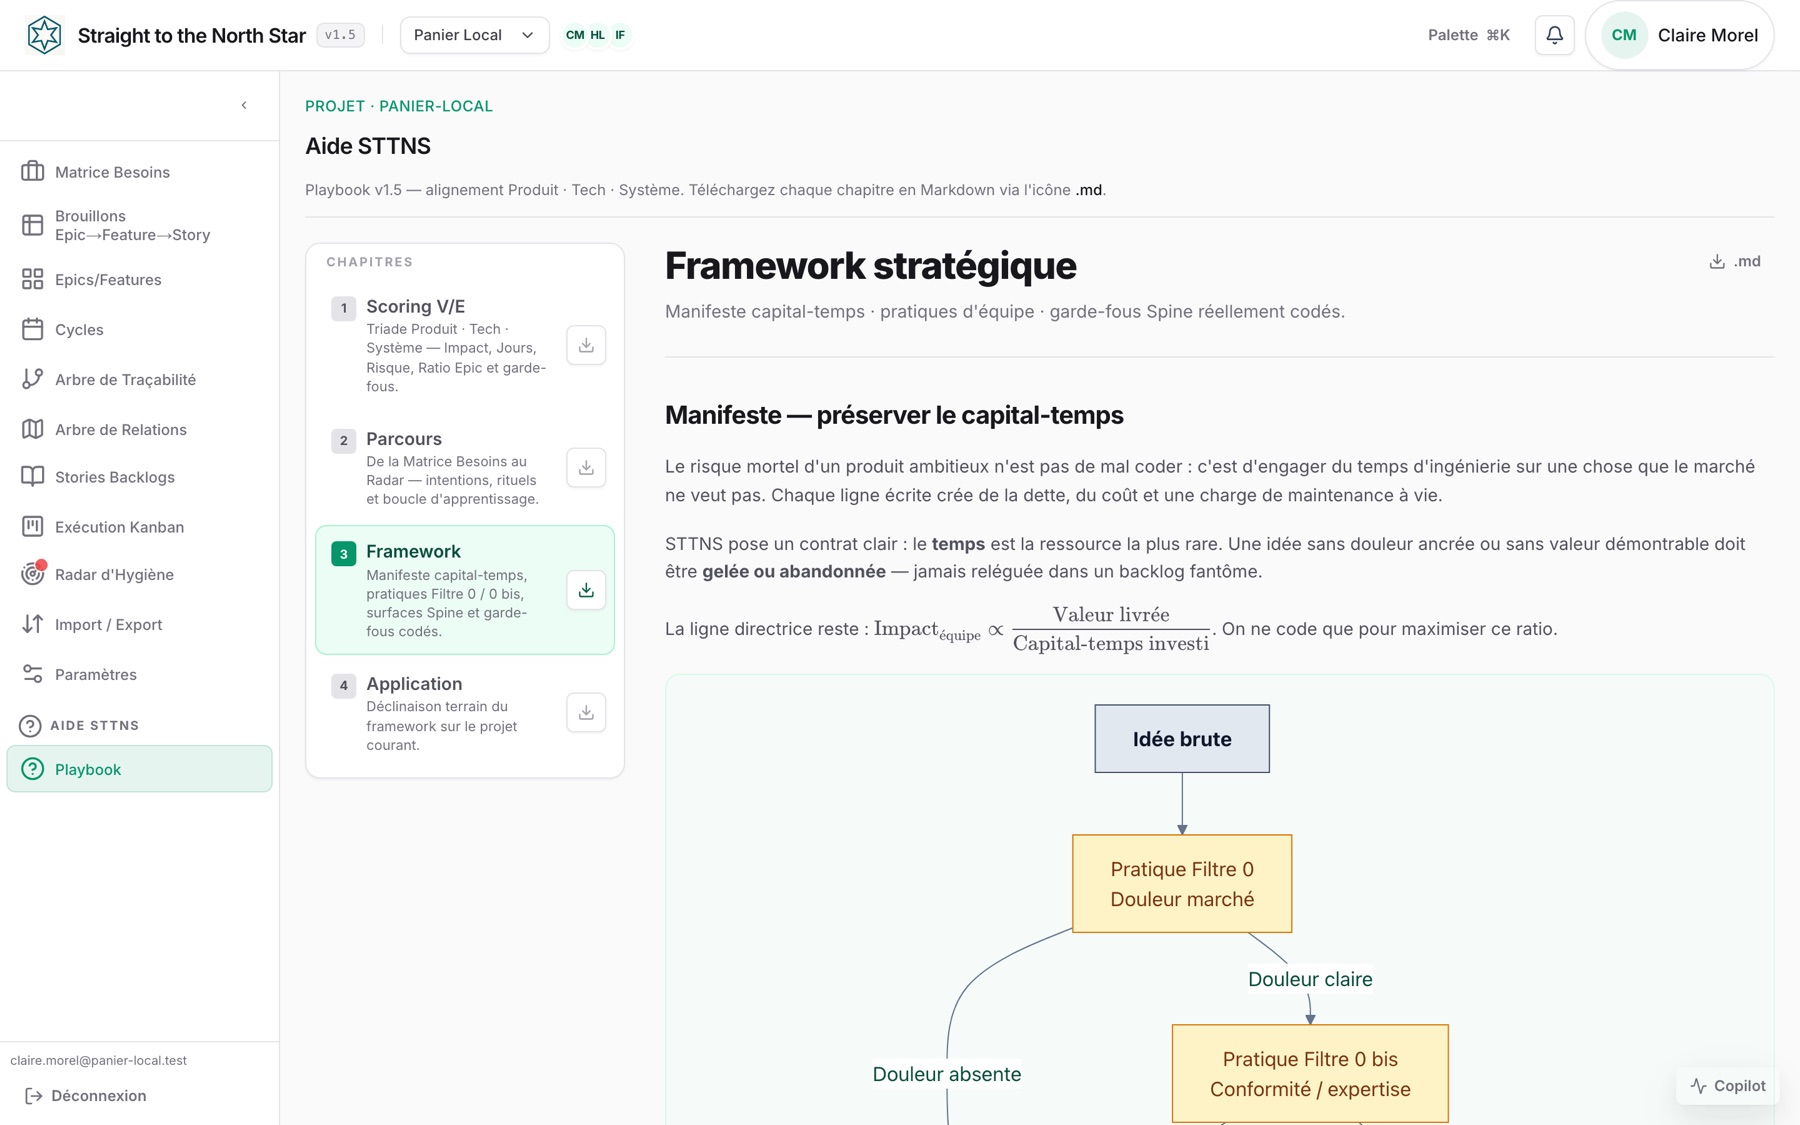 Straight to the North Star
v1.5
Panier Local
CM HL IF
Palette ⌘K
CM
Claire Morel
Matrice Besoins
Brouillons
Epic→Feature→Story
Epics/Features
Cycles
Arbre de Traçabilité
Arbre de Relations
Stories Backlogs
Exécution Kanban
Radar d'Hygiène
Import / Export
Paramètres
AIDE STTNS
Playbook
claire.morel@panier-local.test
Déconnexion
PROJET · PANIER-LOCAL
Aide STTNS
Playbook v1.5 — alignement Produit · Tech · Système. Téléchargez chaque chapitre en Markdown via l'icône .md.
CHAPITRES
1
Scoring V/E
Triade Produit · Tech ·
Système — Impact, Jours,
Risque, Ratio Epic et garde-
fous.
2
Parcours
De la Matrice Besoins au
Radar — intentions, rituels
et boucle d'apprentissage.
3
Framework
Manifeste capital-temps,
pratiques Filtre 0 / 0 bis,
surfaces Spine et garde-
fous codés.
4
Application
Déclinaison terrain du
framework sur le projet
courant.
Framework stratégique
.md
Manifeste capital-temps · pratiques d'équipe · garde-fous Spine réellement codés.
Manifeste — préserver le capital-temps
Le risque mortel d'un produit ambitieux n'est pas de mal coder : c'est d'engager du temps d'ingénierie sur une chose que le marché
ne veut pas. Chaque ligne écrite crée de la dette, du coût et une charge de maintenance à vie.
STTNS pose un contrat clair : le temps est la ressource la plus rare. Une idée sans douleur ancrée ou sans valeur démontrable doit
être gelée ou abandonnée — jamais reléguée dans un backlog fantôme.
La ligne directrice reste : Impact équipe ∝ Valeur livrée / Capital-temps investi. On ne code que pour maximiser ce ratio.
Idée brute
Pratique Filtre 0
Douleur marché
Douleur claire
Pratique Filtre 0 bis
Conformité / expertise
Douleur absente
Copilot